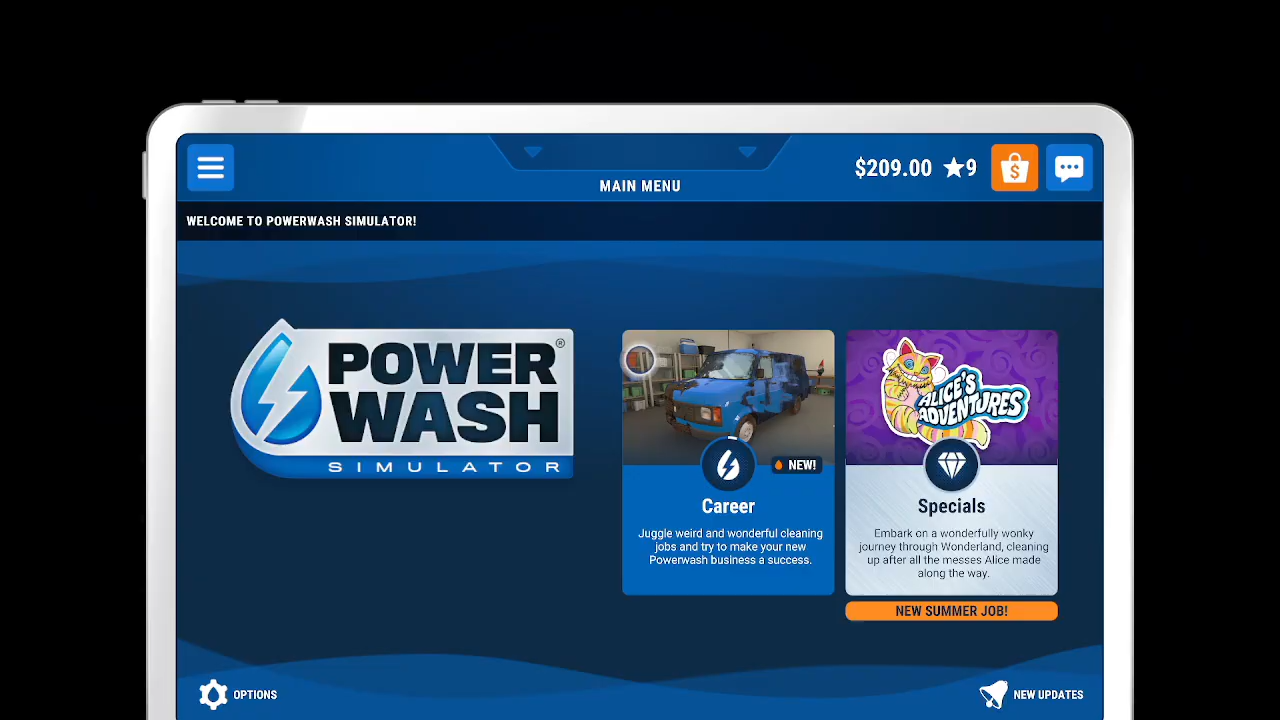 $209.00 ★9
MAIN MENU
WELCOME TO POWERWASH SIMULATOR!
POWER®
WASH
SIMULATOR
NEW!
Career
Juggle weird and wonderful cleaning
jobs and try to make your new
Powerwash business a success.
ALICE'S
ADVENTURES
Specials
Embark on a wonderfully wonky
journey through Wonderland, cleaning
up after all the messes Alice made
along the way.
NEW SUMMER JOB!
OPTIONS
NEW UPDATES